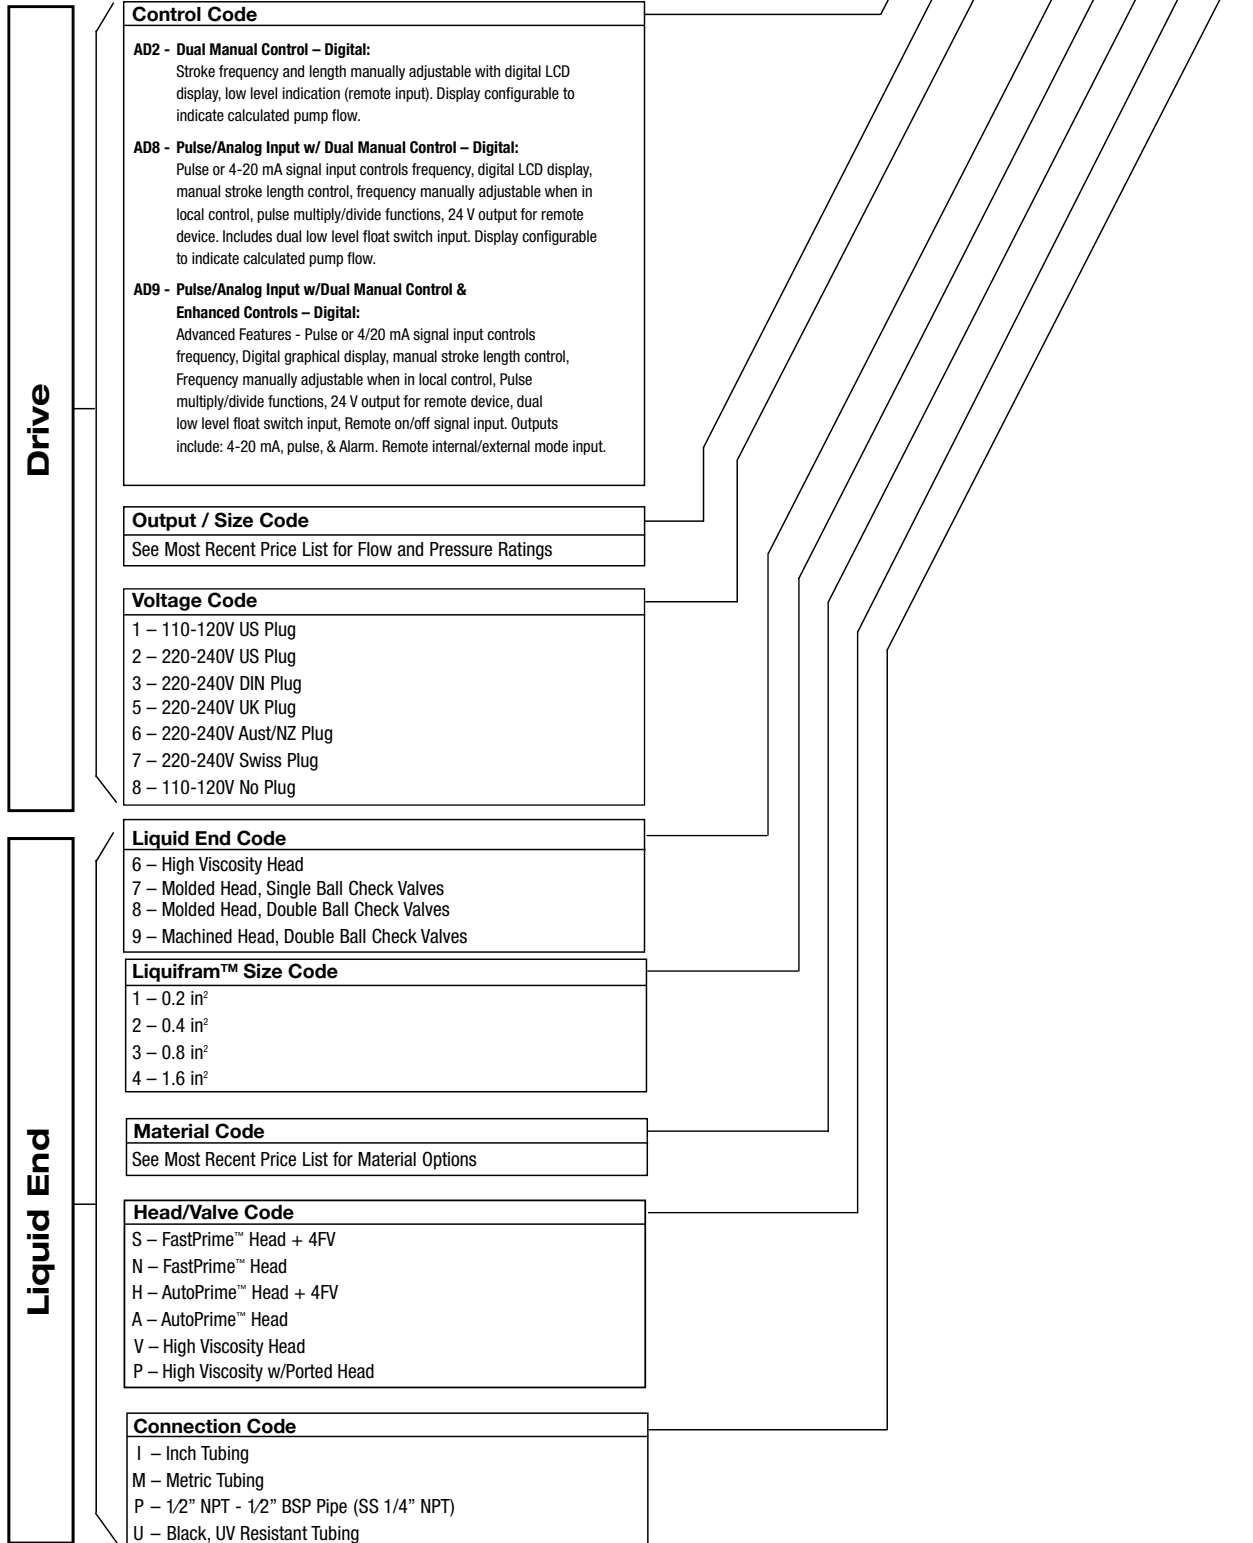 Drive
Control Code
AD2 - Dual Manual Control – Digital:
Stroke frequency and length manually adjustable with digital LCD
display, low level indication (remote input). Display configurable to
indicate calculated pump flow.
AD8 - Pulse/Analog Input w/ Dual Manual Control – Digital:
Pulse or 4-20 mA signal input controls frequency, digital LCD display,
manual stroke length control, frequency manually adjustable when in
local control, pulse multiply/divide functions, 24 V output for remote
device. Includes dual low level float switch input. Display configurable
to indicate calculated pump flow.
AD9 - Pulse/Analog Input w/Dual Manual Control &
Enhanced Controls – Digital:
Advanced Features - Pulse or 4/20 mA signal input controls
frequency, Digital graphical display, manual stroke length control,
Frequency manually adjustable when in local control, Pulse
multiply/divide functions, 24 V output for remote device, dual
low level float switch input, Remote on/off signal input. Outputs
include: 4-20 mA, pulse, & Alarm. Remote internal/external mode input.
Output / Size Code
See Most Recent Price List for Flow and Pressure Ratings
Voltage Code
1 – 110-120V US Plug
2 – 220-240V US Plug
3 – 220-240V DIN Plug
5 – 220-240V UK Plug
6 – 220-240V Aust/NZ Plug
7 – 220-240V Swiss Plug
8 – 110-120V No Plug
Liquid End
Liquid End Code
6 – High Viscosity Head
7 – Molded Head, Single Ball Check Valves
8 – Molded Head, Double Ball Check Valves
9 – Machined Head, Double Ball Check Valves
Liquifram™ Size Code
1 – 0.2 in²
2 – 0.4 in²
3 – 0.8 in²
4 – 1.6 in²
Material Code
See Most Recent Price List for Material Options
Head/Valve Code
S – FastPrime™ Head + 4FV
N – FastPrime™ Head
H – AutoPrime™ Head + 4FV
A – AutoPrime™ Head
V – High Viscosity Head
P – High Viscosity w/Ported Head
Connection Code
I – Inch Tubing
M – Metric Tubing
P – 1⁄2” NPT - 1⁄2” BSP Pipe (SS 1/4” NPT)
U – Black, UV Resistant Tubing